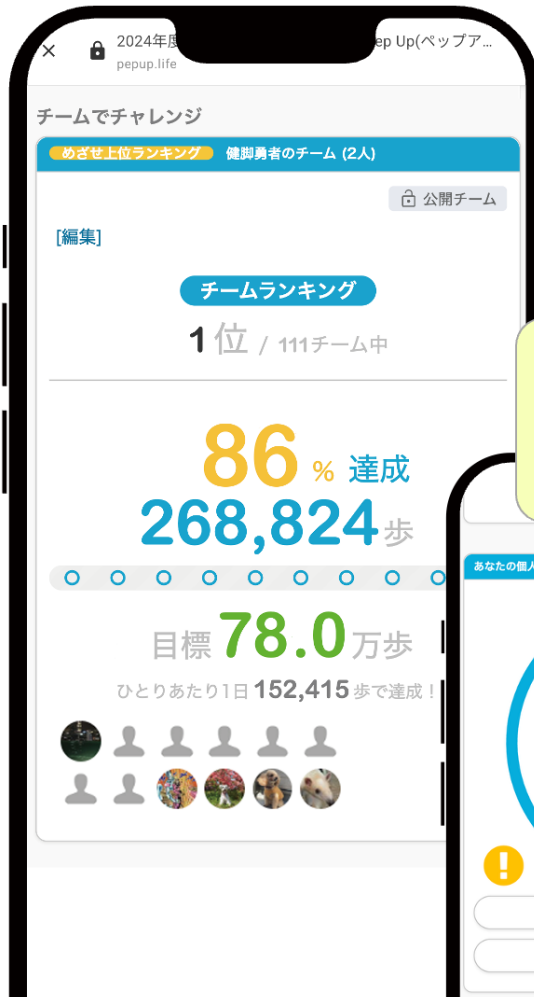 2024年度
ep Up(ペップア...
pepup.life
チームでチャレンジ
めざせ上位ランキング 健脚勇者のチーム (2人)
公開チーム
[編集]
チームランキング
1位 / 111チーム中
86 % 達成
268,824歩
目標 78.0 万歩
ひとりあたり1日 152,415 歩で達成!
あなたの個人